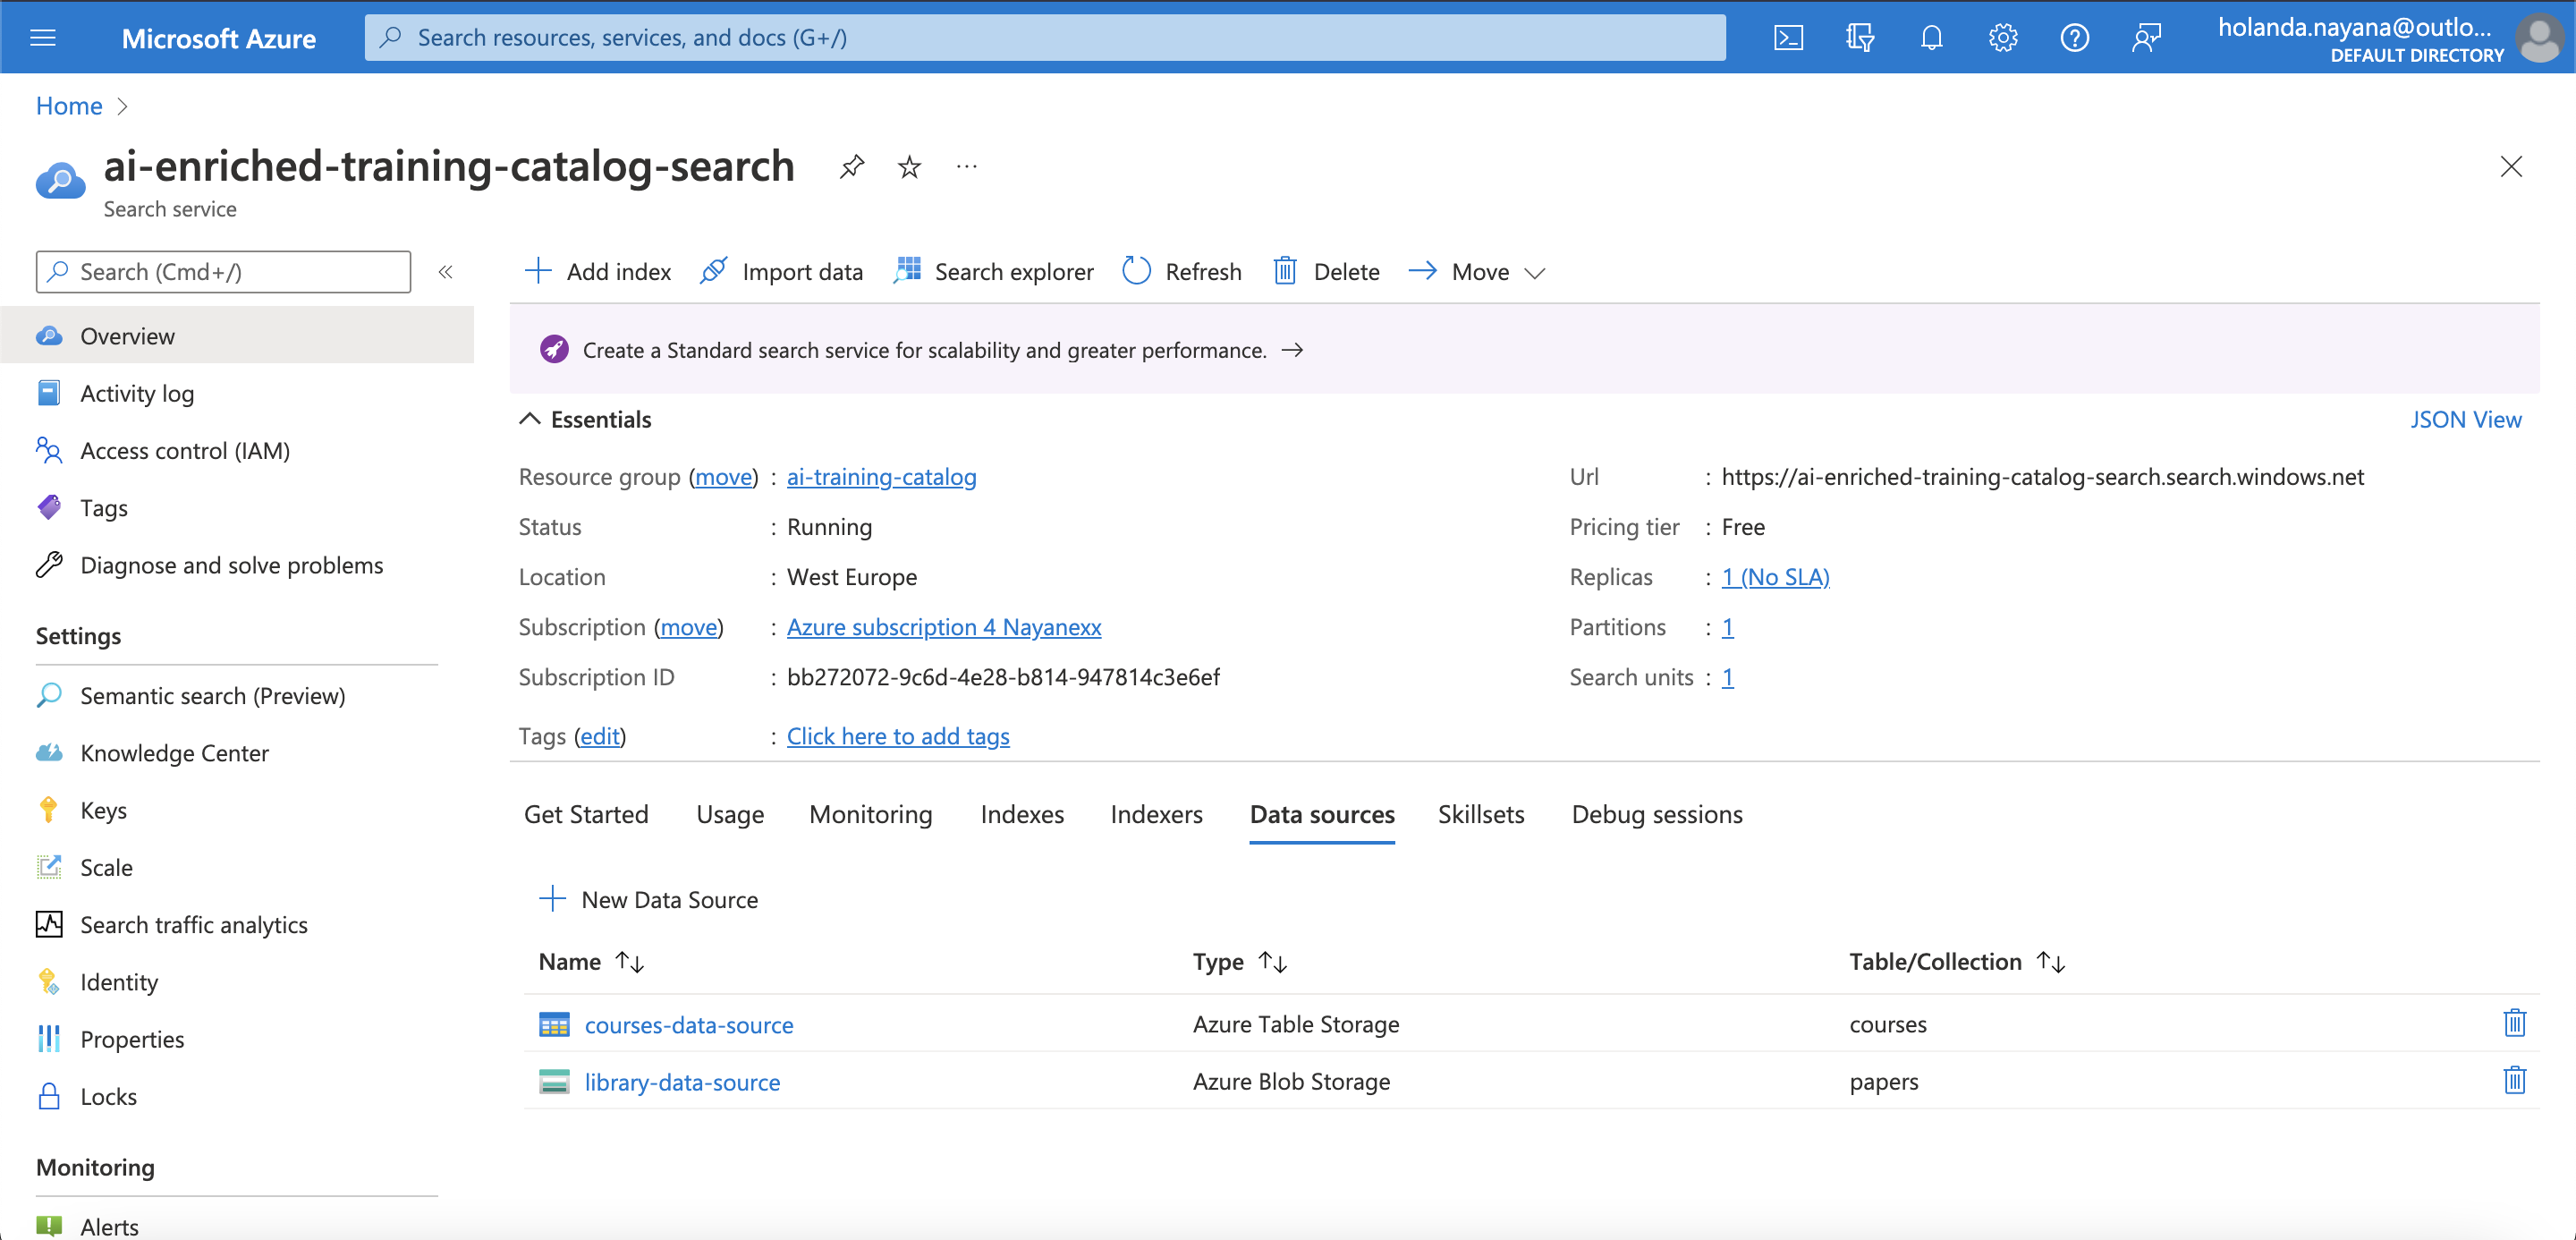 Microsoft Azure
Search resources, services, and docs (G+/)
holanda.nayana@outlo...
DEFAULT DIRECTORY
Home
ai-enriched-training-catalog-search
Search service
Search (Cmd+/)
Overview
Activity log
Access control (IAM)
Tags
Diagnose and solve problems
Settings
Semantic search (Preview)
Knowledge Center
Keys
Scale
Search traffic analytics
Identity
Properties
Locks
Monitoring
Alerts
Add index Import data Search explorer Refresh Delete Move
Create a Standard search service for scalability and greater performance. →
Essentials
JSON View
Resource group (move) : ai-training-catalog
Status : Running
Location : West Europe
Subscription (move) : Azure subscription 4 Nayanexx
Subscription ID : bb272072-9c6d-4e28-b814-947814c3e6ef
Tags (edit) : Click here to add tags
Url : https://ai-enriched-training-catalog-search.search.windows.net
Pricing tier : Free
Replicas : 1 (No SLA)
Partitions : 1
Search units : 1
Get Started Usage Monitoring Indexes Indexers Data sources Skillsets Debug sessions
New Data Source
Name Type Table/Collection
courses-data-source Azure Table Storage courses
library-data-source Azure Blob Storage papers